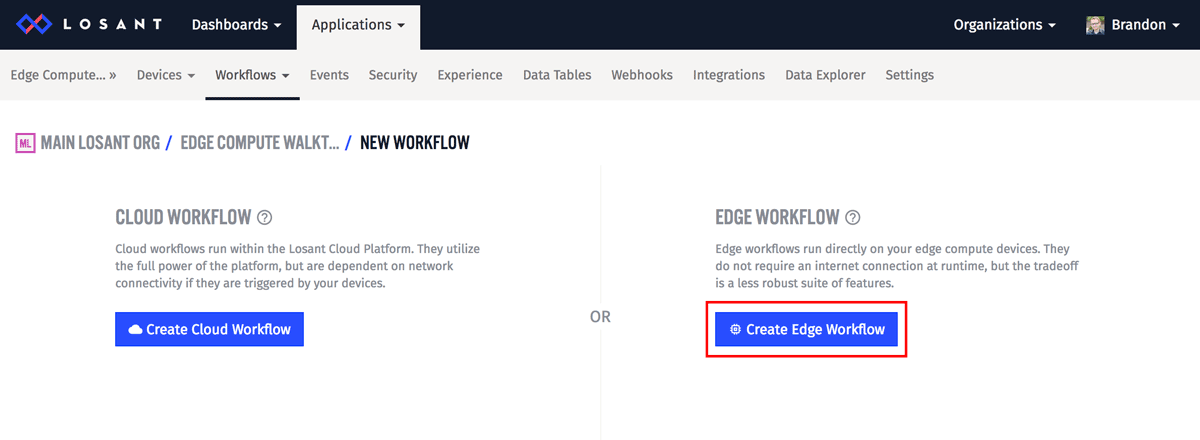 LOSANT Dashboards Applications Organizations Brandon
Edge Compute... » Devices Workflows Events Security Experience Data Tables Webhooks Integrations Data Explorer Settings
ML MAIN LOSANT ORG / EDGE COMPUTE WALKT... / NEW WORKFLOW
CLOUD WORKFLOW ?
Cloud workflows run within the Losant Cloud Platform. They utilize
the full power of the platform, but are dependent on network
connectivity if they are triggered by your devices.
Create Cloud Workflow
OR
EDGE WORKFLOW ?
Edge workflows run directly on your edge compute devices. They
do not require an internet connection at runtime, but the tradeoff
is a less robust suite of features.
Create Edge Workflow